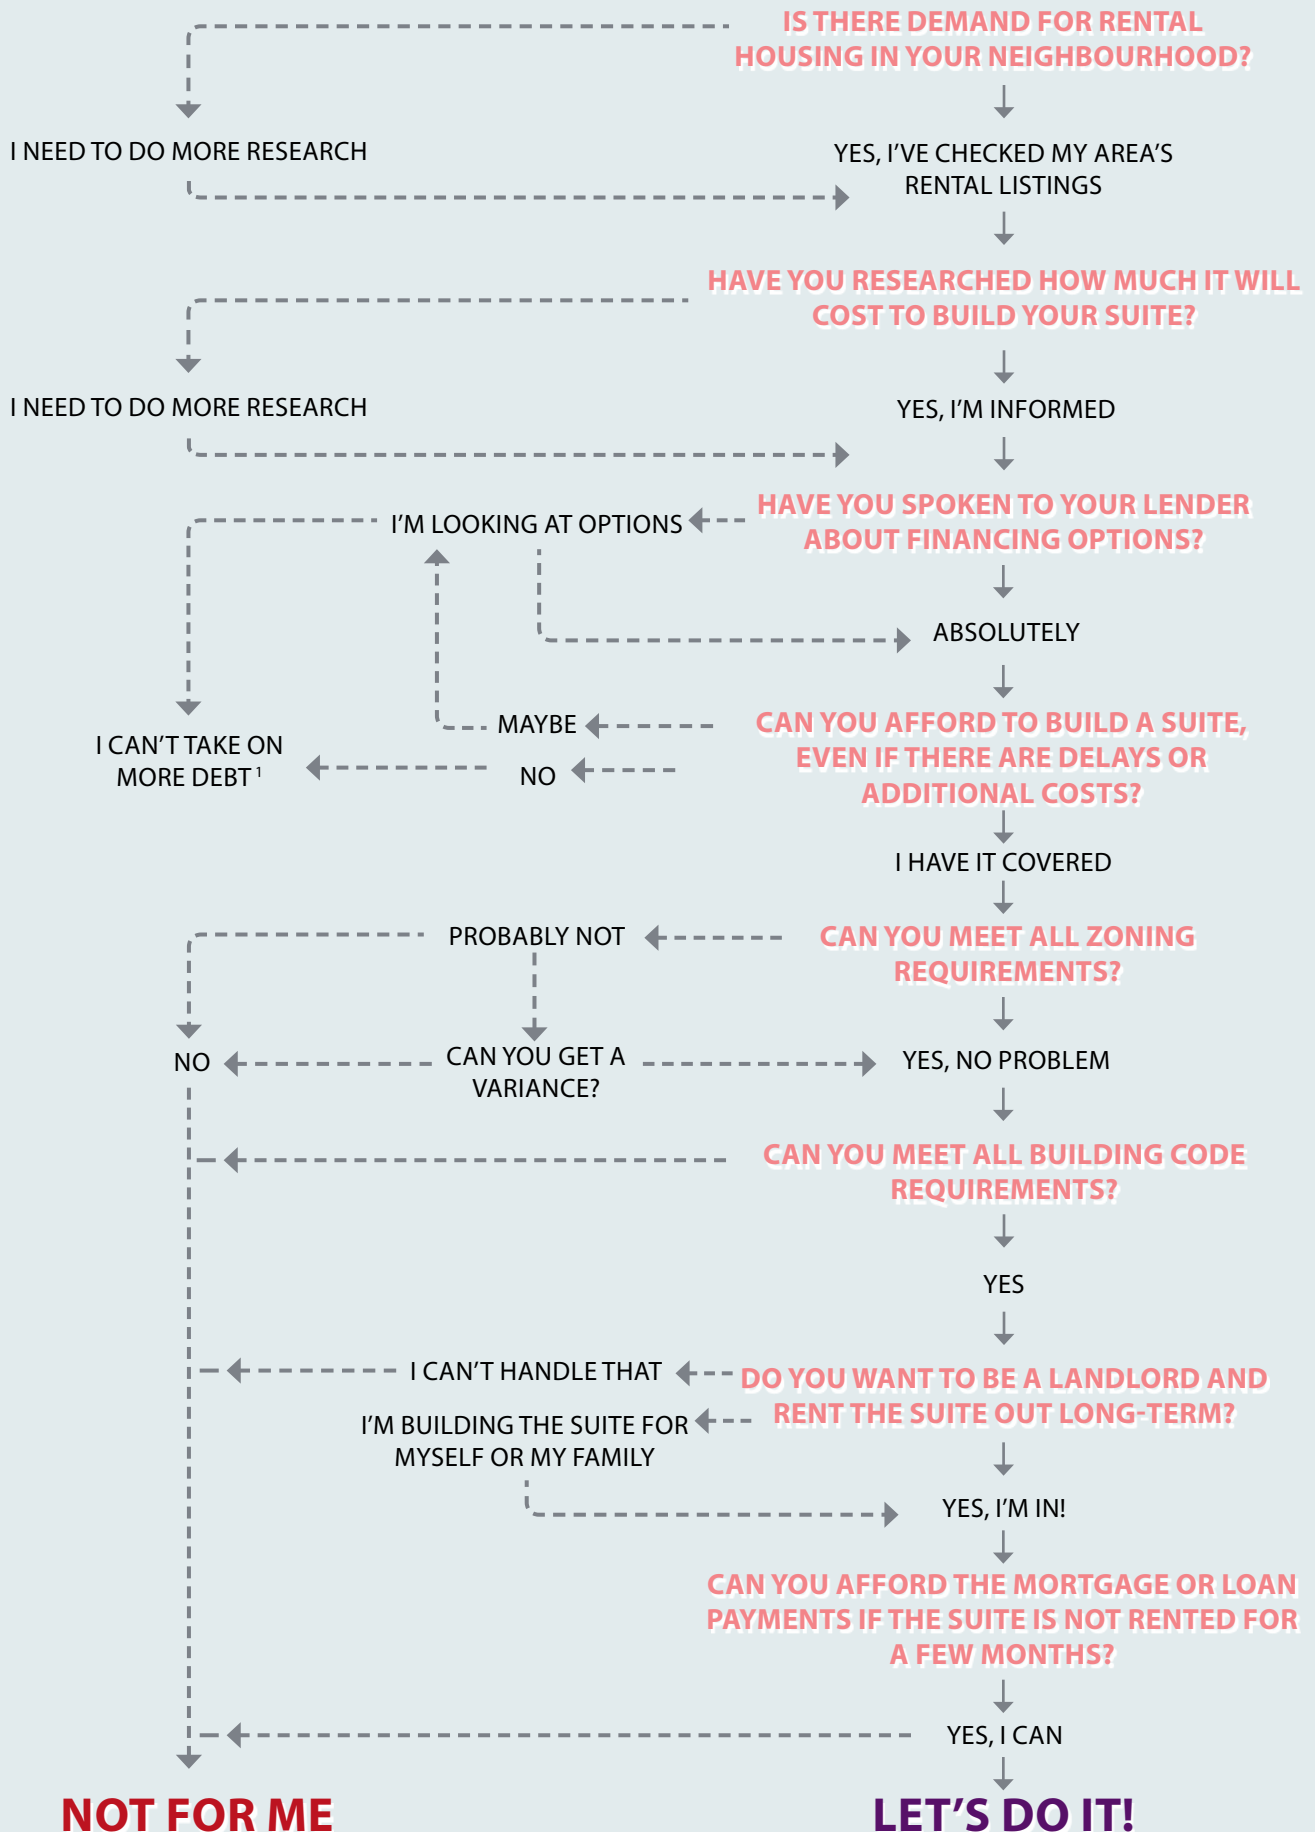 IS THERE DEMAND FOR RENTAL
HOUSING IN YOUR NEIGHBOURHOOD?
I NEED TO DO MORE RESEARCH
YES, I'VE CHECKED MY AREA'S
RENTAL LISTINGS
HAVE YOU RESEARCHED HOW MUCH IT WILL
COST TO BUILD YOUR SUITE?
I NEED TO DO MORE RESEARCH
YES, I'M INFORMED
HAVE YOU SPOKEN TO YOUR LENDER
ABOUT FINANCING OPTIONS?
I'M LOOKING AT OPTIONS
ABSOLUTELY
CAN YOU AFFORD TO BUILD A SUITE,
EVEN IF THERE ARE DELAYS OR
ADDITIONAL COSTS?
MAYBE
NO
I CAN'T TAKE ON
MORE DEBT 1
I HAVE IT COVERED
CAN YOU MEET ALL ZONING
REQUIREMENTS?
PROBABLY NOT
NO
CAN YOU GET A
VARIANCE?
YES, NO PROBLEM
CAN YOU MEET ALL BUILDING CODE
REQUIREMENTS?
YES
DO YOU WANT TO BE A LANDLORD AND
RENT THE SUITE OUT LONG-TERM?
I CAN'T HANDLE THAT
I'M BUILDING THE SUITE FOR
MYSELF OR MY FAMILY
YES, I'M IN!
CAN YOU AFFORD THE MORTGAGE OR LOAN
PAYMENTS IF THE SUITE IS NOT RENTED FOR
A FEW MONTHS?
YES, I CAN
NOT FOR ME
LET'S DO IT!